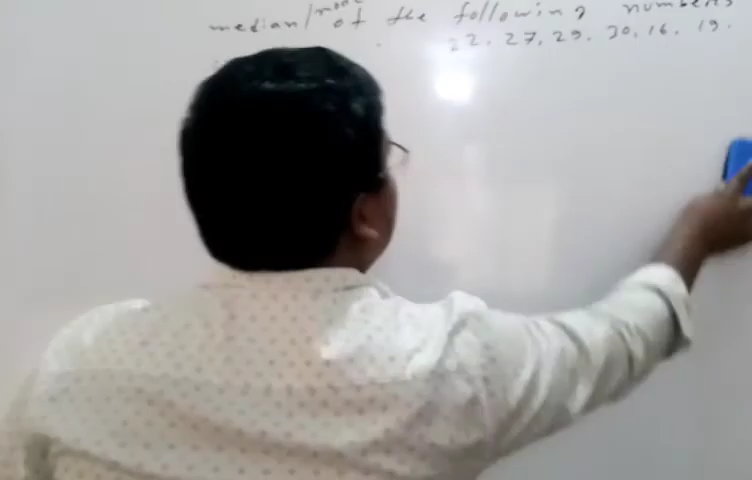 median/mode of the following numbers
22, 27, 29, 30, 16, 19.